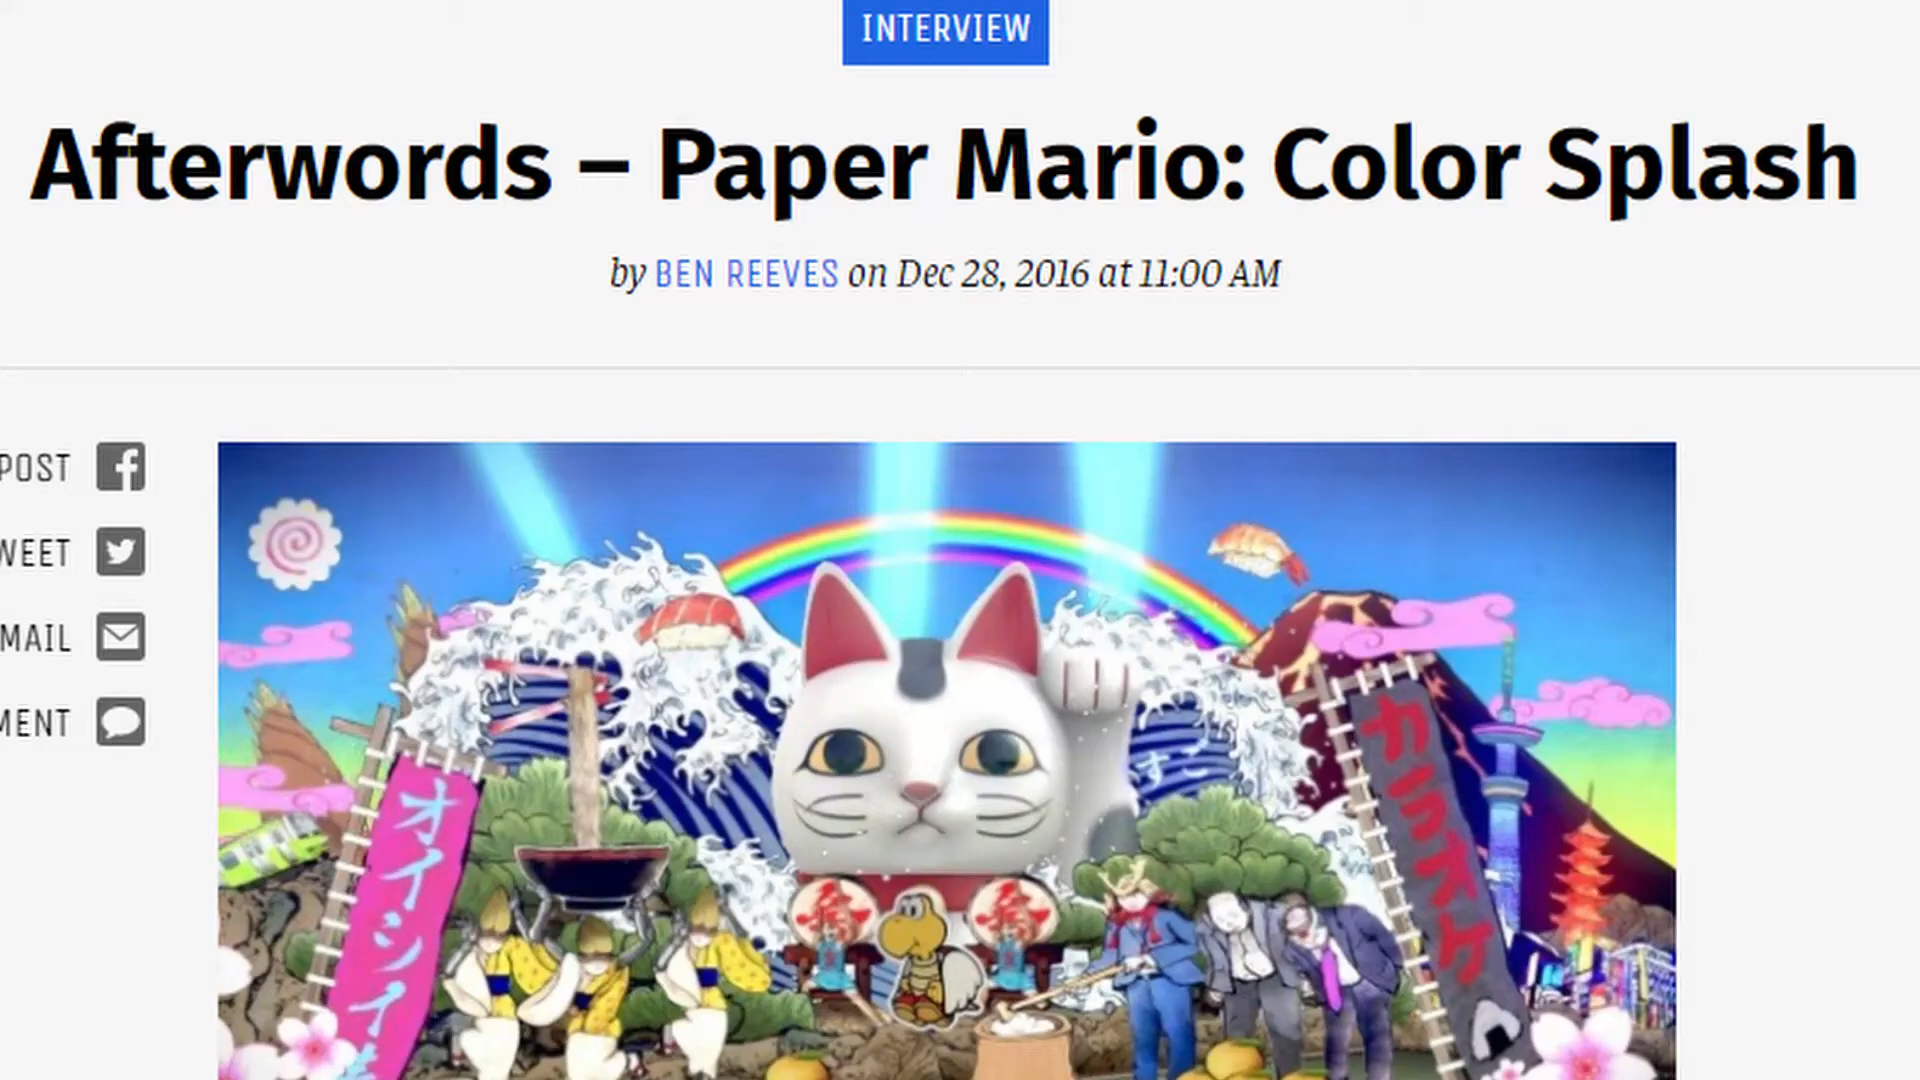 INTERVIEW
Afterwords – Paper Mario: Color Splash
by BEN REEVES on Dec 28, 2016 at 11:00 AM
POST
WEET
MAIL
MENT
オイシイ
カラオケ